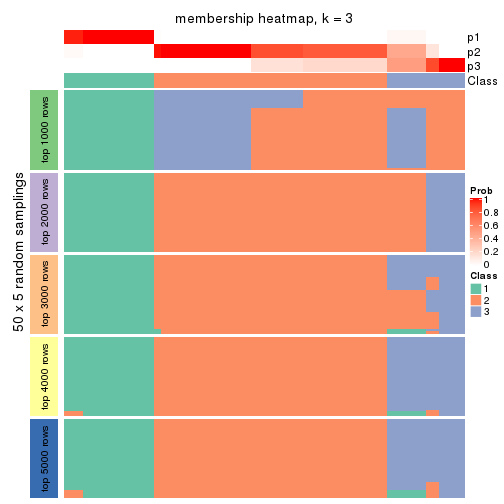 membership heatmap, k = 3
p1
p2
p3
Class
50 x 5 random samplings
top 1000 rows
top 2000 rows
top 3000 rows
top 4000 rows
top 5000 rows
Prob
1
0.8
0.6
0.4
0.2
0
Class
1
2
3